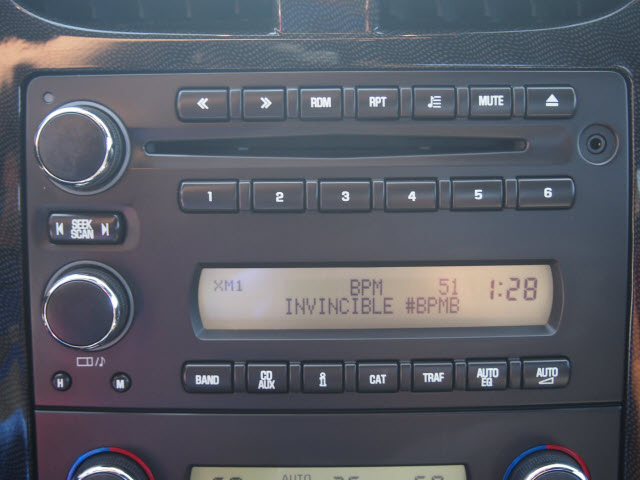 RDM RPT MUTE
1 2 3 4 5 6
SEEK
SCAN
XM1 BPM 51 1:28
INVINCIBLE #BPMB
H M
BAND CD AUX i CAT TRAF AUTO EQ AUTO
AUTO